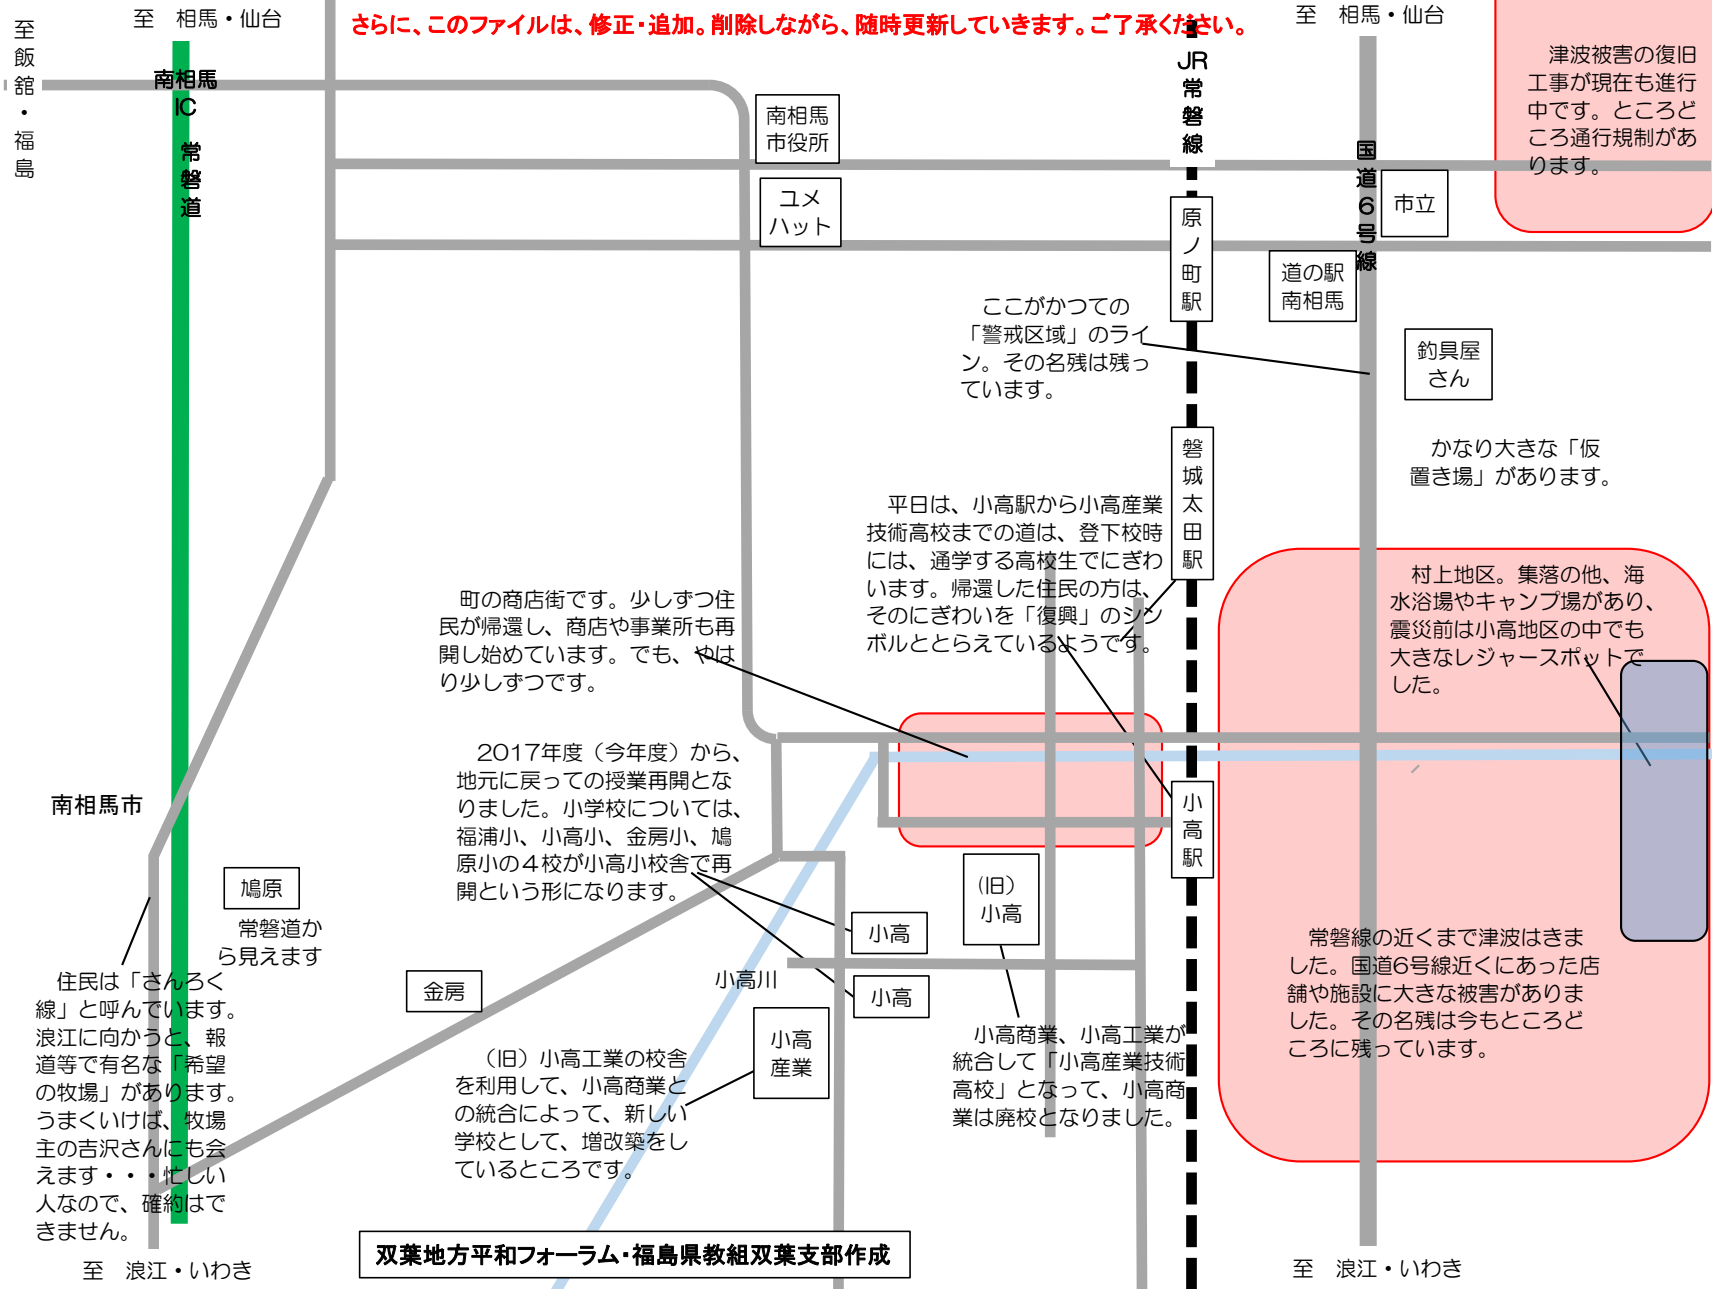 至　相馬・仙台
さらに、このファイルは、修正・追加。削除しながら、随時更新していきます。ご了承ください。
至　相馬・仙台
至飯舘・福島
南相馬
IC
常磐道
JR常磐線
津波被害の復旧
工事が現在も進行
中です。ところど
ころ通行規制があ
ります。
南相馬
市役所
国道６号線
ユメ
ハット
市立
原ノ町駅
道の駅
南相馬
ここがかつての
「警戒区域」のライ
ン。その名残は残っ
ています。
釣具屋
さん
かなり大きな「仮
置き場」があります。
磐城太田駅
平日は、小高駅から小高産業
技術高校までの道は、登下校時
には、通学する高校生でにぎわ
います。帰還した住民の方は、
そのにぎわいを「復興」のシン
ボルととらえているようです。
村上地区。集落の他、海
水浴場やキャンプ場があり、
震災前は小高地区の中でも
大きなレジャースポットで
した。
町の商店街です。少しずつ住
民が帰還し、商店や事業所も再
開し始めています。でも、やは
り少しずつです。
2017年度（今年度）から、
地元に戻っての授業再開とな
りました。小学校については、
福浦小、小高小、金房小、鳩
原小の４校が小高小校舎で再
開という形になります。
南相馬市
小高駅
鳩原
常磐道か
ら見えます
（旧）
小高
小高
常磐線の近くまで津波はきま
した。国道6号線近くにあった店
舗や施設に大きな被害がありま
した。その名残は今もところど
ころに残っています。
住民は「さんろく
線」と呼んでいます。
浪江に向かうと、報
道等で有名な「希望
の牧場」があります。
うまくいけば、牧場
主の吉沢さんにも会
えます・・・忙しい
人なので、確約はで
きません。
金房
小高川
小高
小高
産業
（旧）小高工業の校舎
を利用して、小高商業と
の統合によって、新しい
学校として、増改築をし
ているところです。
小高商業、小高工業が
統合して「小高産業技術
高校」となって、小高商
業は廃校となりました。
双葉地方平和フォーラム・福島県教組双葉支部作成
至　浪江・いわき
至　浪江・いわき